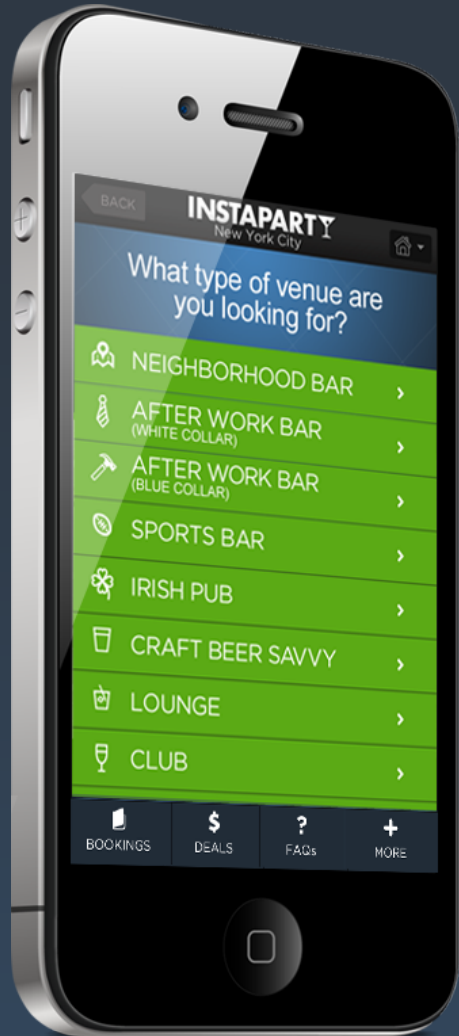 BACK
INSTAPARTY
New York City
What type of venue are
you looking for?
NEIGHBORHOOD BAR
AFTER WORK BAR
(WHITE COLLAR)
AFTER WORK BAR
(BLUE COLLAR)
SPORTS BAR
IRISH PUB
CRAFT BEER SAVVY
LOUNGE
CLUB
BOOKINGS
$ DEALS
? FAQs
+ MORE